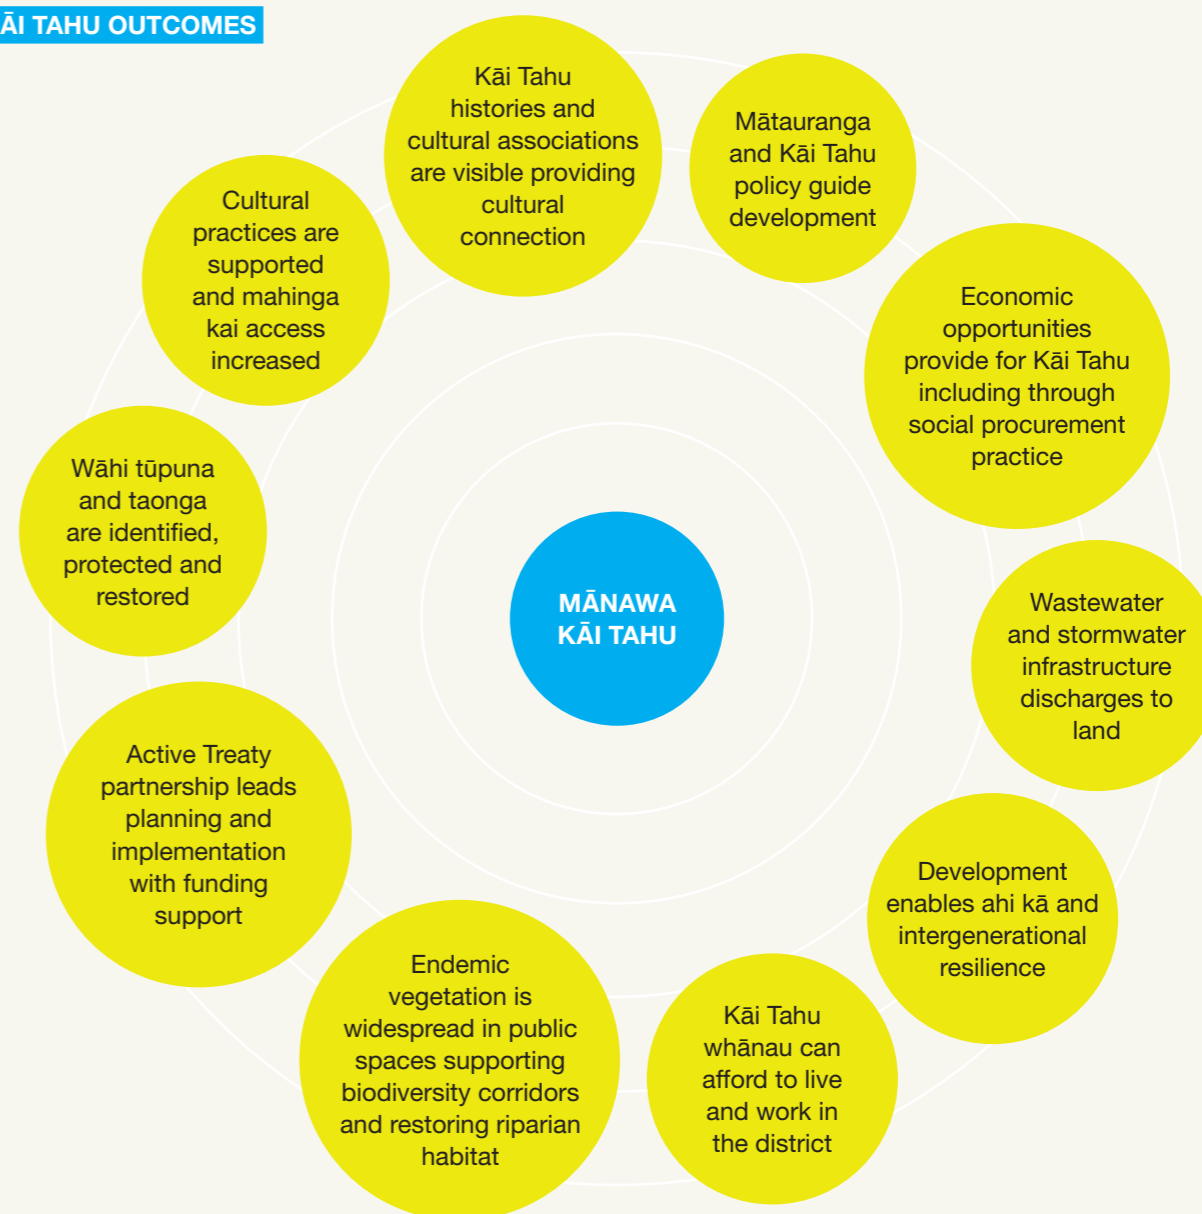 ĀI TAHU OUTCOMES
Kāi Tahu
histories and
cultural associations
are visible providing
cultural
connection
Mātauranga
and Kāi Tahu
policy guide
development
Economic
opportunities
provide for Kāi Tahu
including through
social procurement
practice
Wastewater
and stormwater
infrastructure
discharges to
land
Development
enables ahi kā and
intergenerational
resilience
Kāi Tahu
whānau can
afford to live
and work in
the district
Endemic
vegetation is
widespread in public
spaces supporting
biodiversity corridors
and restoring riparian
habitat
Active Treaty
partnership leads
planning and
implementation
with funding
support
Wāhi tūpuna
and taonga
are identified,
protected and
restored
Cultural
practices are
supported
and mahinga
kai access
increased
MĀNAWA
KĀI TAHU